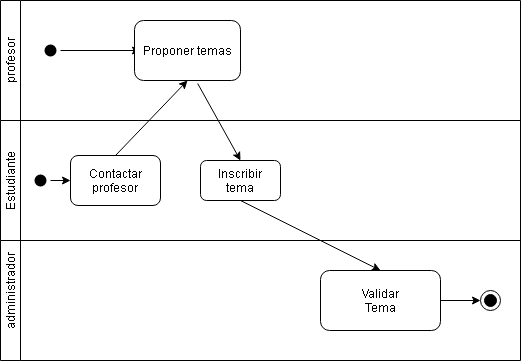 profesor
Proponer temas
Estudiante
Contactar
profesor
Inscribir
tema
administrador
Validar
Tema